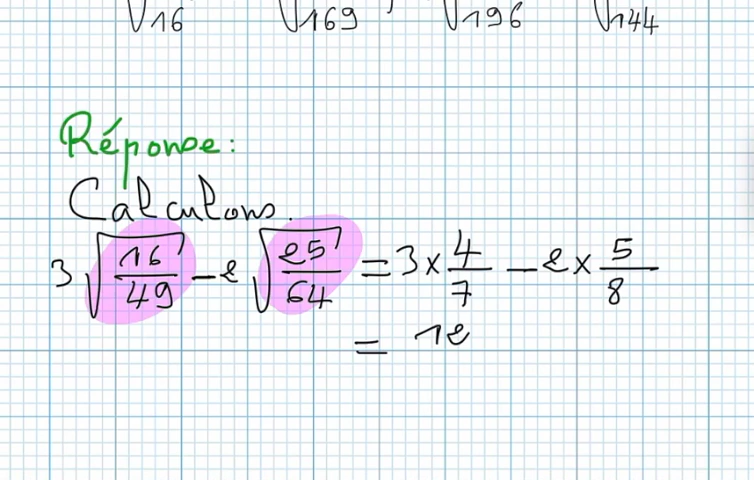 √16 √169 , √196 √144
Réponse:
Calculons.
3√(16/49) – 2√(25/64) = 3 × 4/7 – 2 × 5/8
= 12